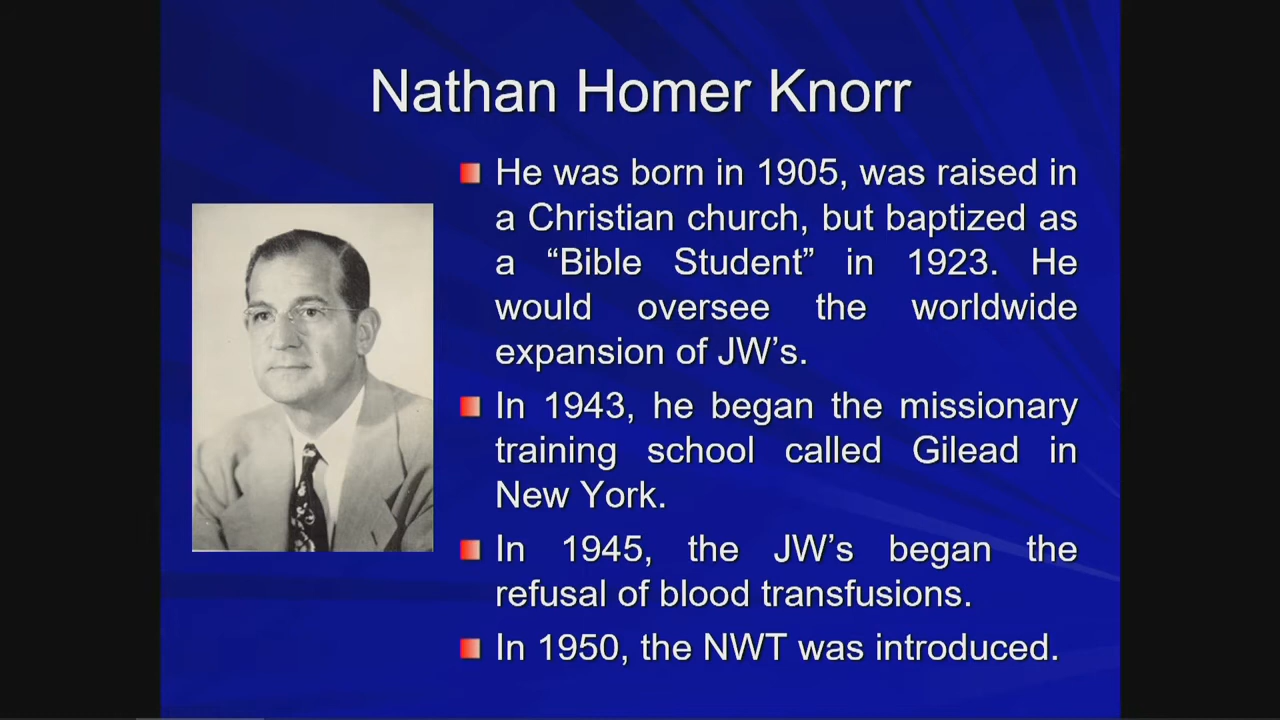 Nathan Homer Knorr
He was born in 1905, was raised in
a Christian church, but baptized as
a “Bible Student” in 1923. He
would oversee the worldwide
expansion of JW’s.
In 1943, he began the missionary
training school called Gilead in
New York.
In 1945, the JW’s began the
refusal of blood transfusions.
In 1950, the NWT was introduced.